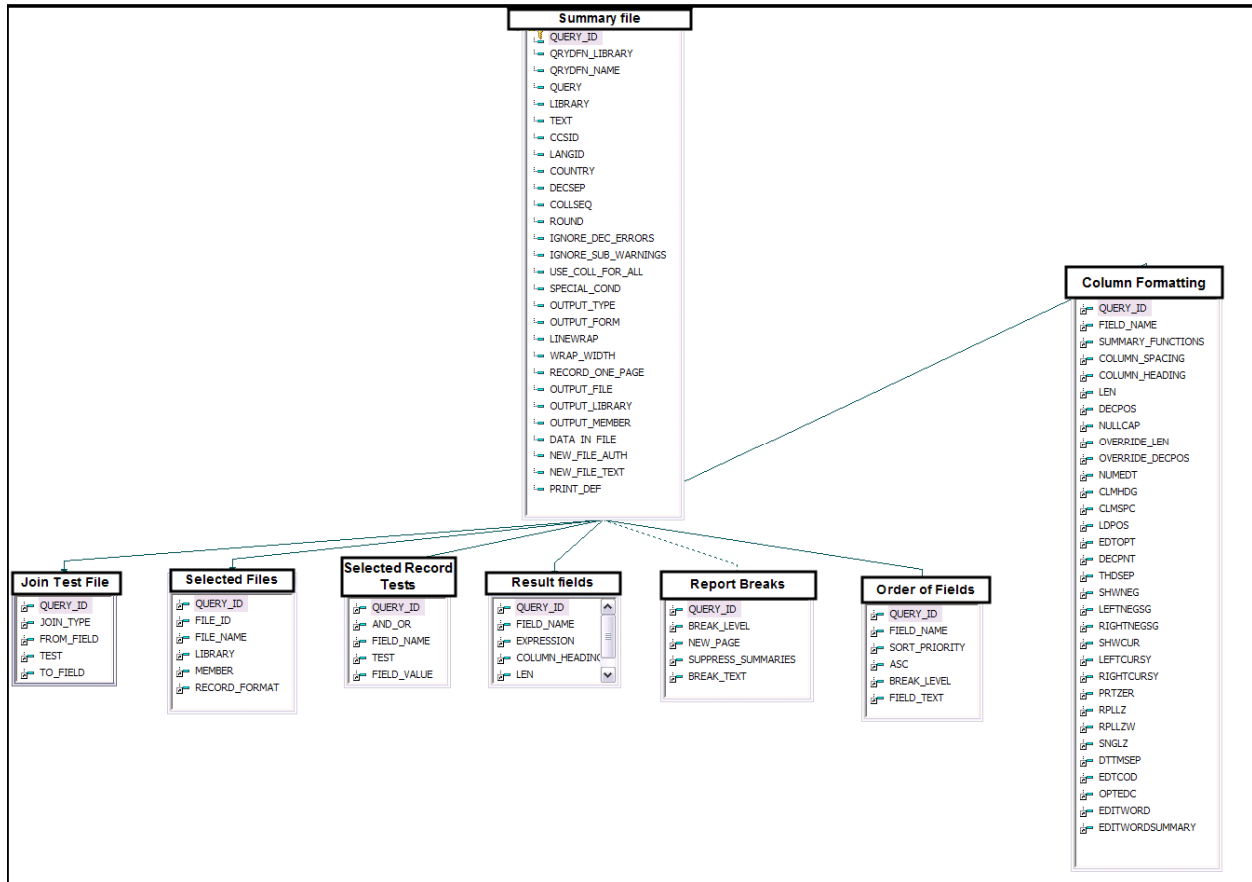 Summary file
QUERY_ID
QRYDFN_LIBRARY
QRYDFN_NAME
QUERY
LIBRARY
TEXT
CCSID
LANGID
COUNTRY
DECSEP
COLLSEQ
ROUND
IGNORE_DEC_ERRORS
IGNORE_SUB_WARNINGS
USE_COLL_FOR_ALL
SPECIAL_COND
OUTPUT_TYPE
OUTPUT_FORM
LINEWRAP
WRAP_WIDTH
RECORD_ONE_PAGE
OUTPUT_FILE
OUTPUT_LIBRARY
OUTPUT_MEMBER
DATA IN FILE
NEW_FILE_AUTH
NEW_FILE_TEXT
PRINT_DEF
Join Test File
QUERY_ID
JOIN_TYPE
FROM_FIELD
TEST
TO_FIELD
Selected Files
QUERY_ID
FILE_ID
FILE_NAME
LIBRARY
MEMBER
RECORD_FORMAT
Selected Record
Tests
QUERY_ID
AND_OR
FIELD_NAME
TEST
FIELD_VALUE
Result fields
QUERY_ID
FIELD_NAME
EXPRESSION
COLUMN_HEADING
LEN
Report Breaks
QUERY_ID
BREAK_LEVEL
NEW_PAGE
SUPPRESS_SUMMARIES
BREAK_TEXT
Order of Fields
QUERY_ID
FIELD_NAME
SORT_PRIORITY
ASC
BREAK_LEVEL
FIELD_TEXT
Column Formatting
QUERY_ID
FIELD_NAME
SUMMARY_FUNCTIONS
COLUMN_SPACING
COLUMN_HEADING
LEN
DECPOS
NULLCAP
OVERRIDE_LEN
OVERRIDE_DECPOS
NUMEDT
CLMHDG
CLMSPC
LDPOS
EDTOPT
DECPNT
THDSEP
SHWNEG
LEFTNEGSG
RIGHTNEGSG
SHWCUR
LEFTCURSY
RIGHTCURSY
PRTZER
RPLLZ
RPLLZW
SNGLZ
DTTMSEP
EDTCOD
OPTEDC
EDITWORD
EDITWORDSUMMARY